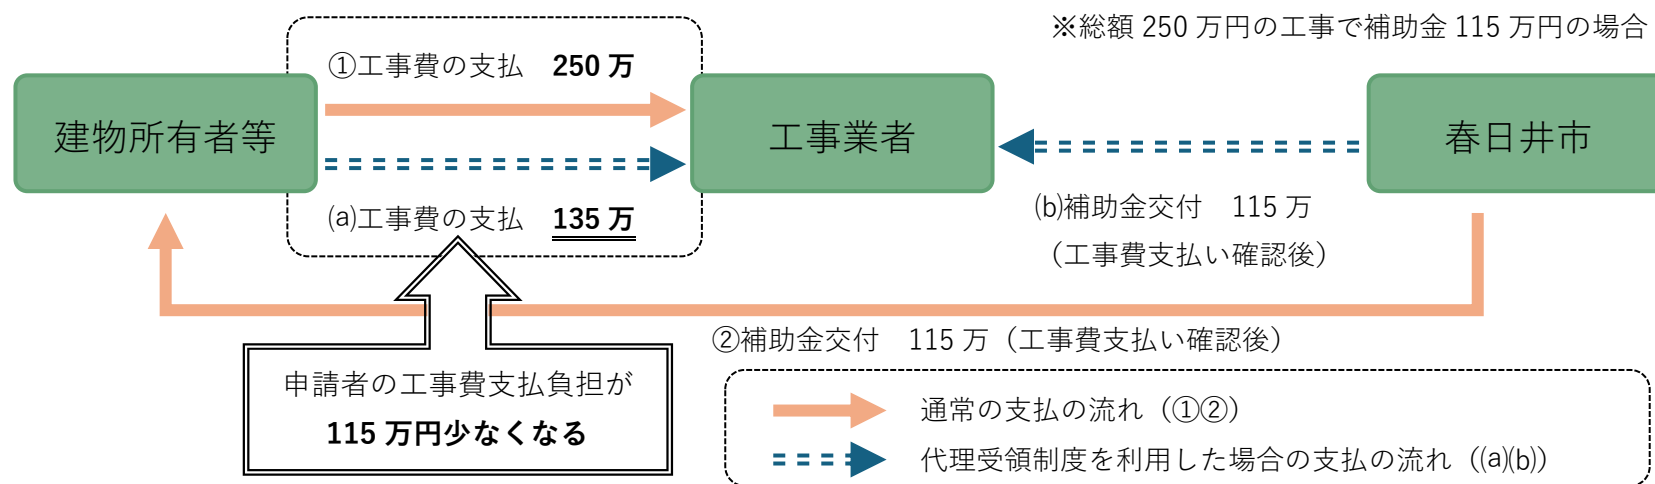 ※総額 250 万円の工事で補助金 115 万円の場合
①工事費の支払　250 万
建物所有者等
工事業者
春日井市
(a)工事費の支払　135 万
(b)補助金交付　115 万
（工事費支払い確認後）
②補助金交付　115 万（工事費支払い確認後）
申請者の工事費支払負担が
115 万円少なくなる
通常の支払の流れ（①②）
代理受領制度を利用した場合の支払の流れ（(a)(b)）